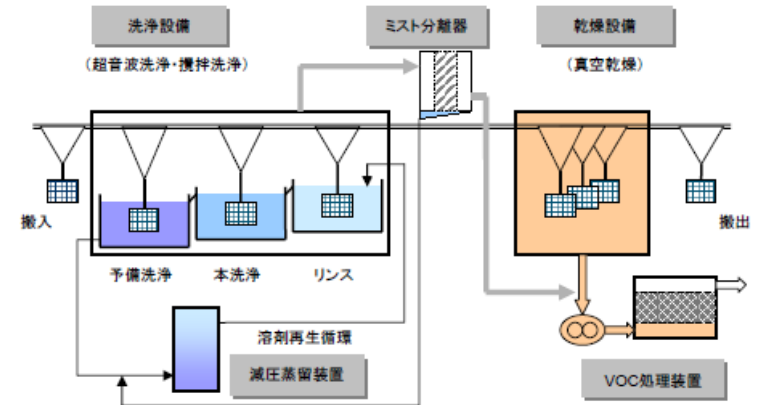 洗浄設備
ミスト分離器
乾燥設備
(超音波洗浄・攪拌洗浄)
(真空乾燥)
搬入
搬出
予備洗浄
本洗浄
リンス
溶剤再生循環
減圧蒸留装置
VOC処理装置